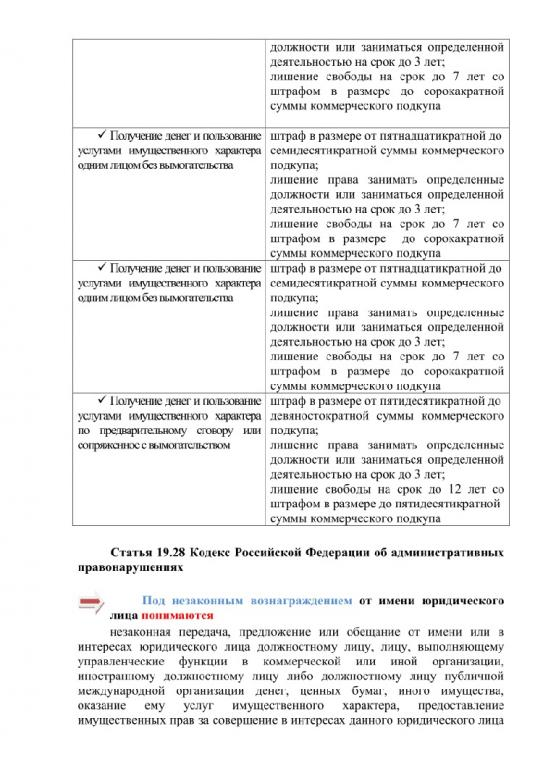 должности или заниматься определенной
деятельностью на срок до 3 лет;
лишение свободы на срок до 7 лет со
штрафом в размере до сорокакратной
суммы коммерческого подкупа
✓ Получение денег и пользование
услугами имущественного характера
одним лицом без вымогательства
штраф в размере от пятнадцатикратной до
семидесятикратной суммы коммерческого
подкупа;
лишение права занимать определенные
должности или заниматься определенной
деятельностью на срок до 3 лет;
лишение свободы на срок до 7 лет со
штрафом в размере до сорокакратной
суммы коммерческого подкупа
✓ Получение денег и пользование
услугами имущественного характера
одним лицом без вымогательства
штраф в размере от пятнадцатикратной до
семидесятикратной суммы коммерческого
подкупа;
лишение права занимать определенные
должности или заниматься определенной
деятельностью на срок до 3 лет;
лишение свободы на срок до 7 лет со
штрафом в размере до сорокакратной
суммы коммерческого подкупа
✓ Получение денег и пользование
услугами имущественного характера
по предварительному сговору или
сопряженное с вымогательством
штраф в размере от пятидесятикратной до
девяностократной суммы коммерческого
подкупа;
лишение права занимать определенные
должности или заниматься определенной
деятельностью на срок до 3 лет;
лишение свободы на срок до 12 лет со
штрафом в размере до пятидесятикратной
суммы коммерческого подкупа
Статья 19.28 Кодекс Российской Федерации об административных
правонарушениях
Под незаконным вознаграждением от имени юридического
лица понимаются
незаконная передача, предложение или обещание от имени или в
интересах юридического лица должностному лицу, лицу, выполняющему
управленческие функции в коммерческой или иной организации,
иностранному должностному лицу либо должностному лицу публичной
международной организации денег, ценных бумаг, иного имущества,
оказание ему услуг имущественного характера, предоставление
имущественных прав за совершение в интересах данного юридического лица